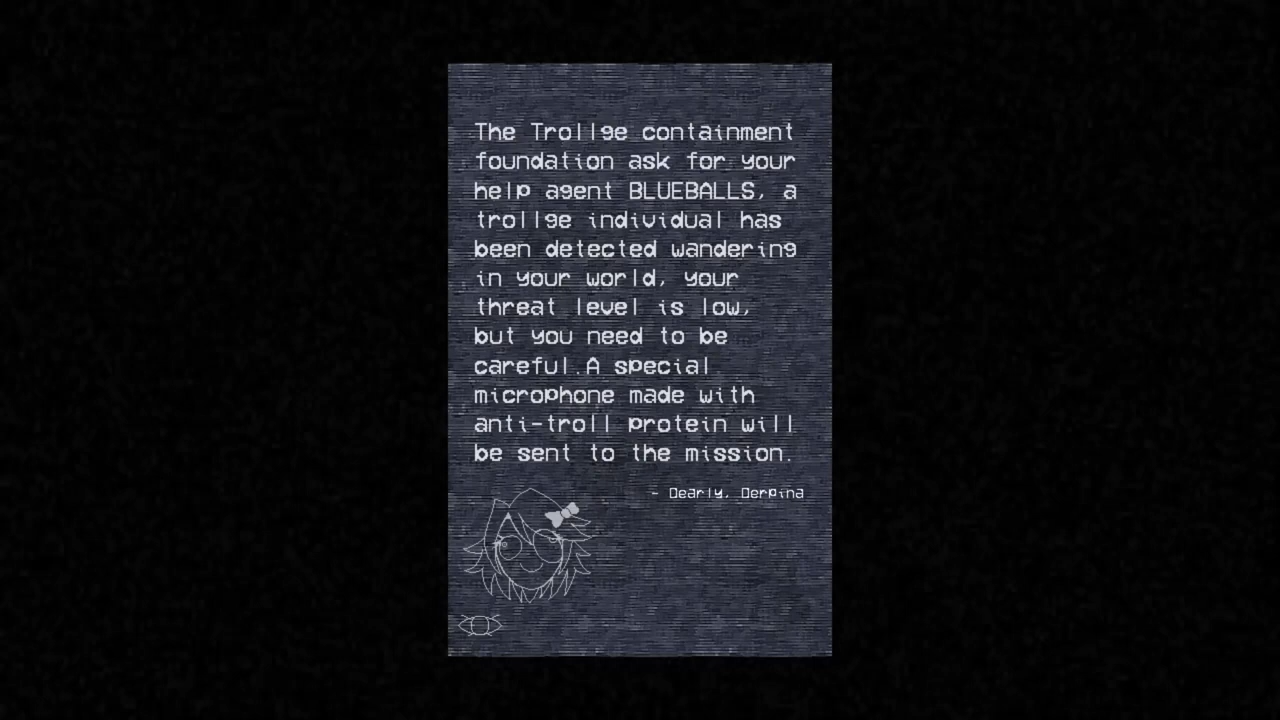 The Trollge containment
foundation ask for your
help agent BLUEBALLS, a
trollge individual has
been detected wandering
in your world, your
threat level is low,
but you need to be
careful.A special
microphone made with
anti-troll protein will
be sent to the mission.
- Dearly, Derpina